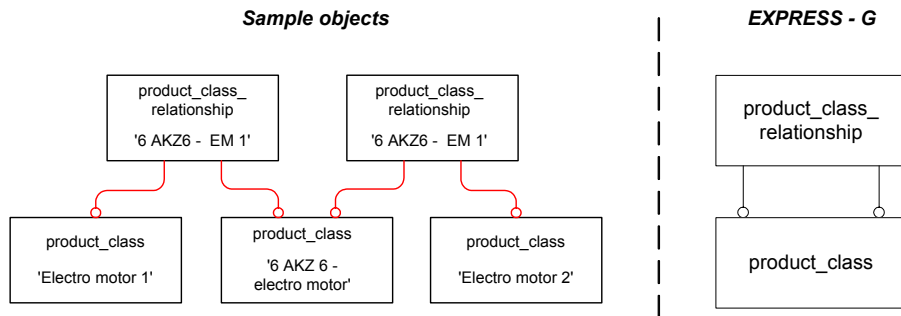 Sample objects
EXPRESS - G
product_class_
relationship
'6 AKZ6 -  EM 1'
product_class_
relationship
'6 AKZ6 -  EM 1'
product_class_
relationship
product_class
'Electro motor 1'
product_class
'6 AKZ 6 -
electro motor'
product_class
'Electro motor 2'
product_class